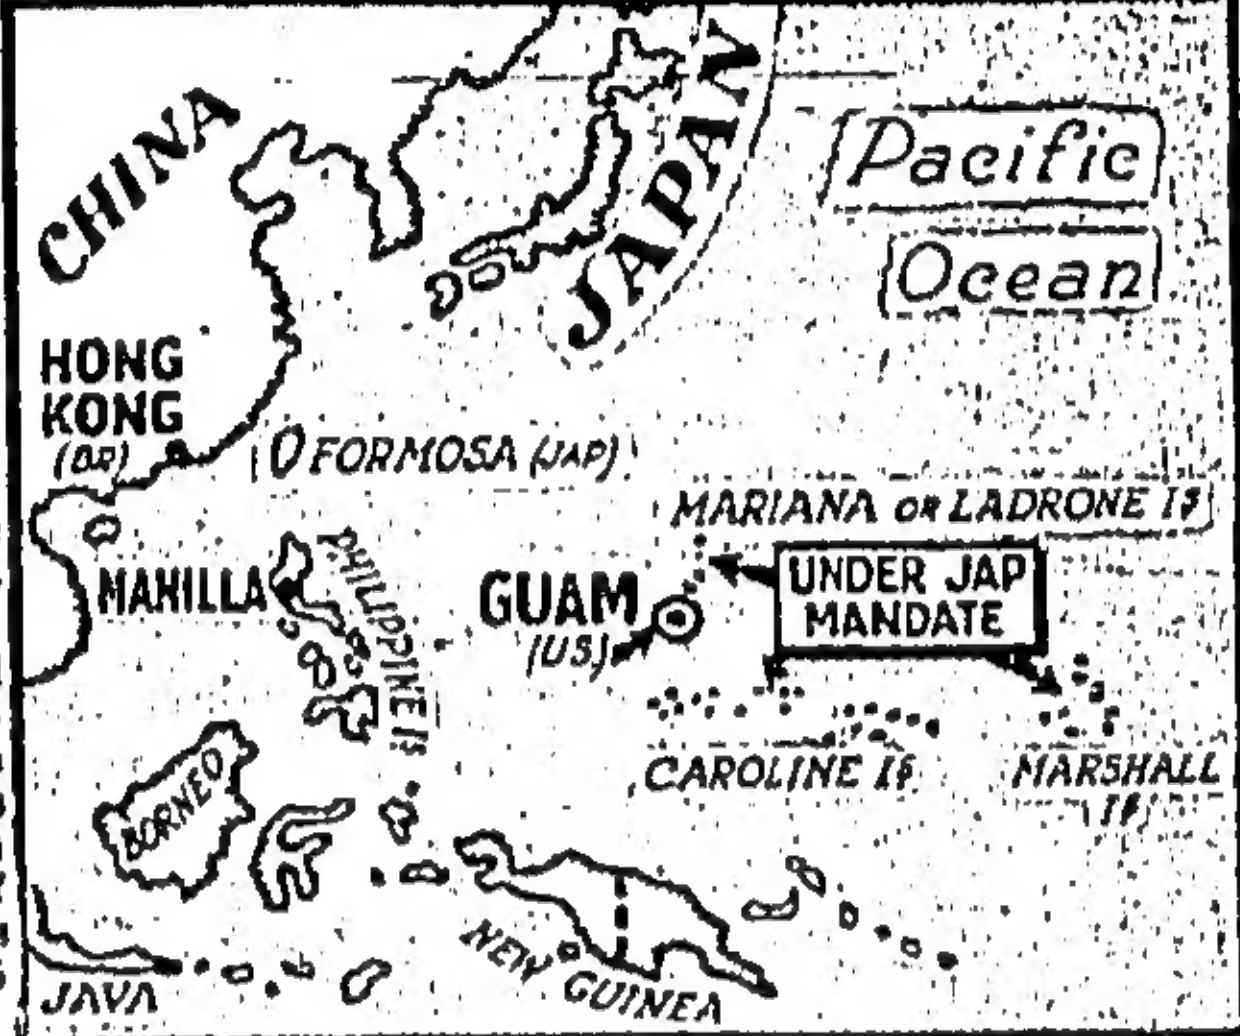 CHINA
JAPAN
Pacific
Ocean
HONG
KONG
(BR)
FORMOSA (JAP)
MARIANA OR LADRONE IS
MANILLA
PHILIPPINE IS
GUAM
(US)
UNDER JAP
MANDATE
CAROLINE IS
MARSHALL
IS
BORNEO
NEW GUINEA
JAVA